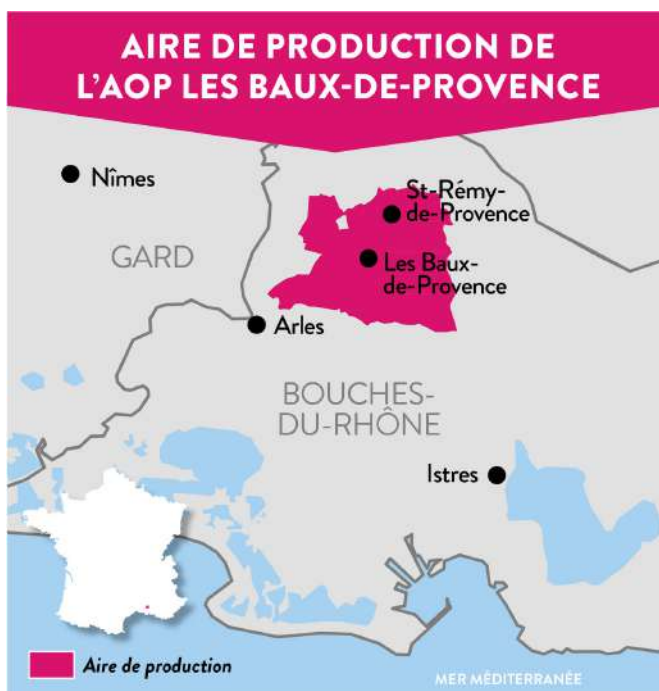 AIRE DE PRODUCTION DE
L'AOP LES BAUX-DE-PROVENCE
Nîmes
St-Rémy-
de-Provence
GARD
Les Baux-
de-Provence
Arles
BOUCHES-
DU-RHÔNE
Istres
Aire de production
MER MÉDITERRANÉE